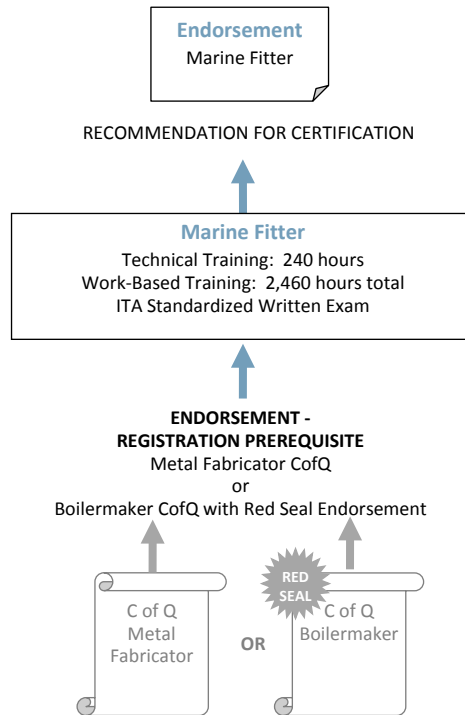 Endorsement
Marine Fitter
RECOMMENDATION FOR CERTIFICATION
Marine Fitter
Technical Training: 240 hours
Work-Based Training: 2,460 hours total
ITA Standardized Written Exam
ENDORSEMENT -
REGISTRATION PREREQUISITE
Metal Fabricator CofQ
or
Boilermaker CofQ with Red Seal Endorsement
C of Q
Metal
Fabricator
OR
RED
SEAL
C of Q
Boilermaker